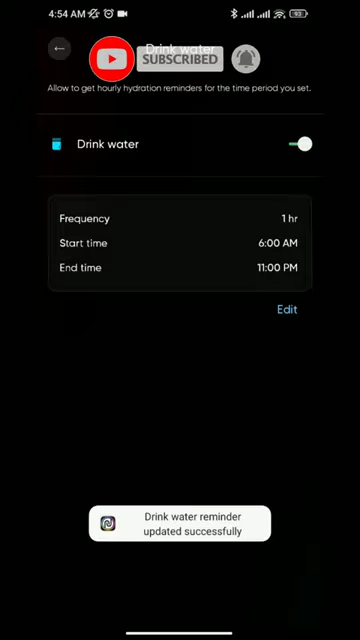 4:54 AM
93
Drink water
SUBSCRIBED
Allow to get hourly hydration reminders for the time period you set.
Drink water
Frequency 1 hr
Start time 6:00 AM
End time 11:00 PM
Edit
Drink water reminder
updated successfully